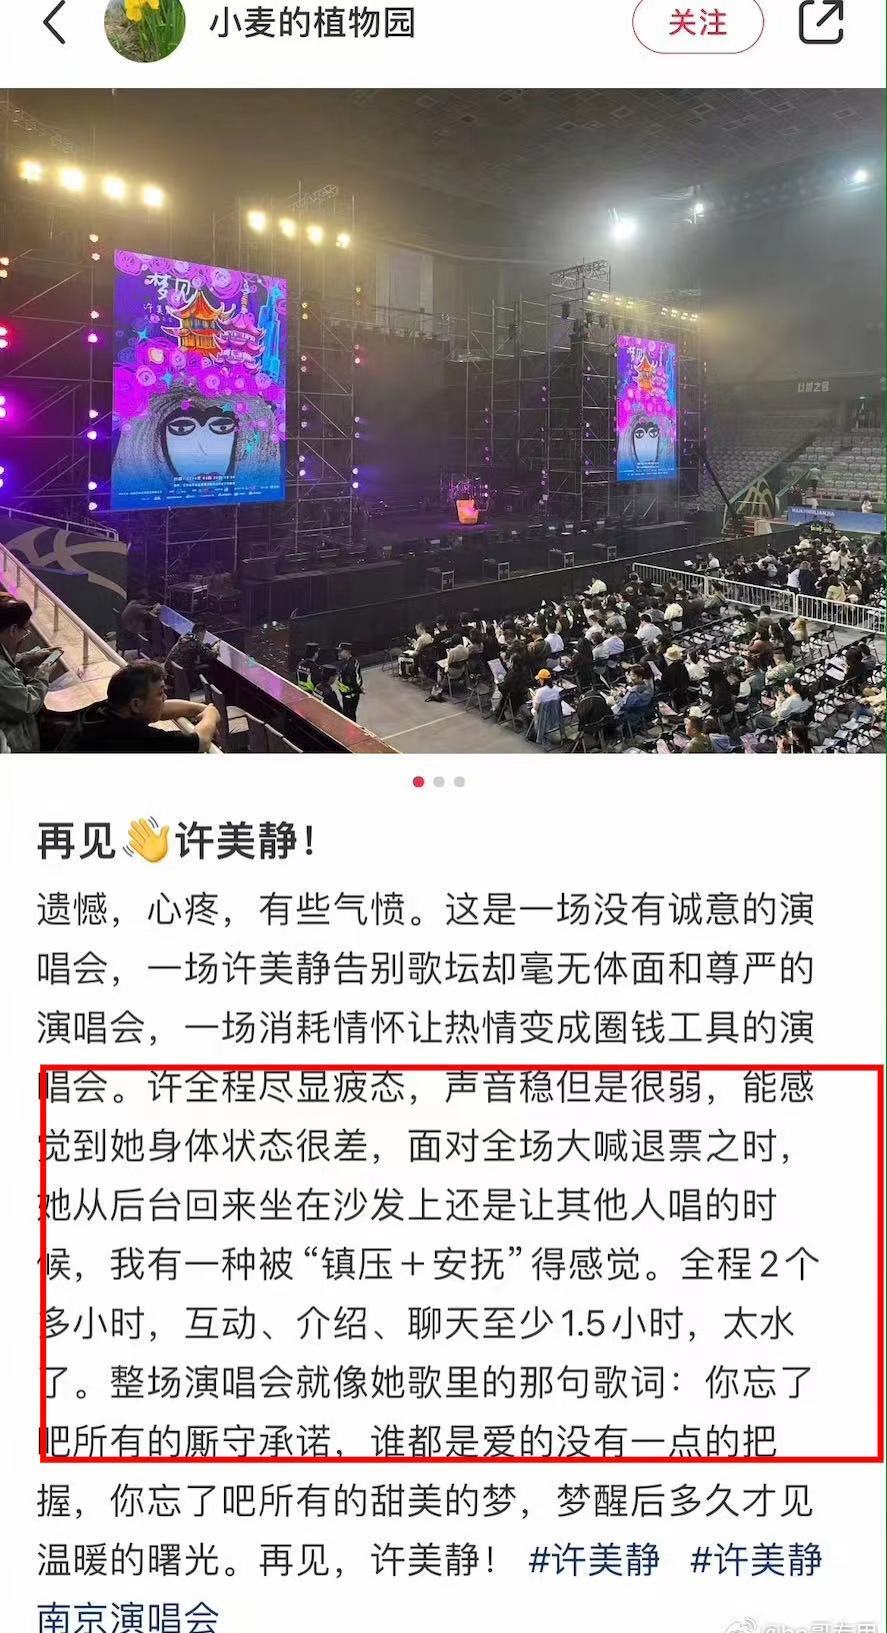 小麦的植物园
关注
梦见
许美
NANJINGLIANJIA
再见👋许美静！
遗憾，心疼，有些气愤。这是一场没有诚意的演
唱会，一场许美静告别歌坛却毫无体面和尊严的
演唱会，一场消耗情怀让热情变成圈钱工具的演
唱会。许全程尽显疲态，声音稳但是很弱，能感
觉到她身体状态很差，面对全场大喊退票之时，
她从后台回来坐在沙发上还是让其他人唱的时
候，我有一种被“镇压＋安抚”得感觉。全程2个
多小时，互动、介绍、聊天至少1.5小时，太水
了。整场演唱会就像她歌里的那句歌词：你忘了
吧所有的厮守承诺，谁都是爱的没有一点的把
握，你忘了吧所有的甜美的梦，梦醒后多久才见
温暖的曙光。再见，许美静！ #许美静 #许美静
南京演唱会